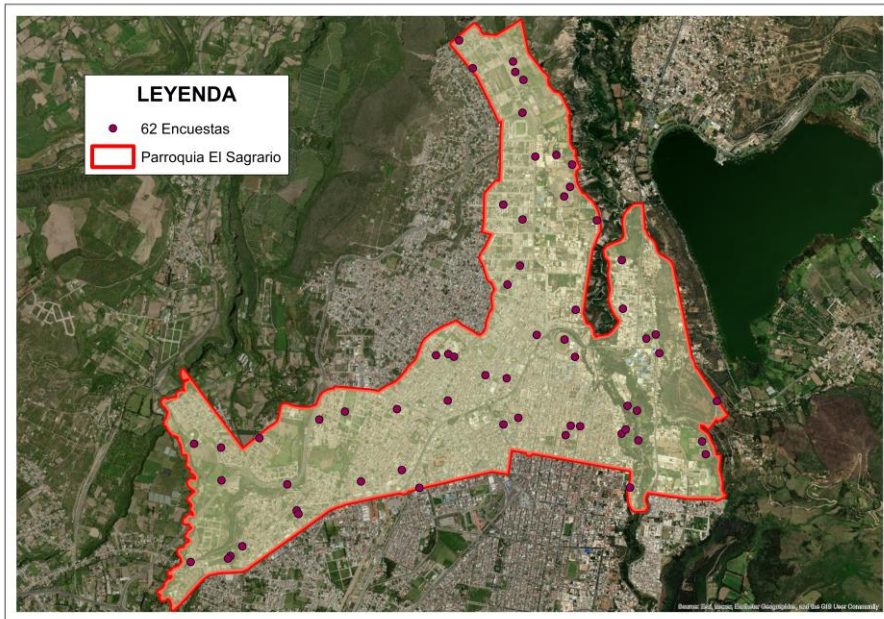 LEYENDA
62 Encuestas
Parroquia El Sagrario
Source: Esri, Maxar, Earthstar Geographics, and the GIS User Community